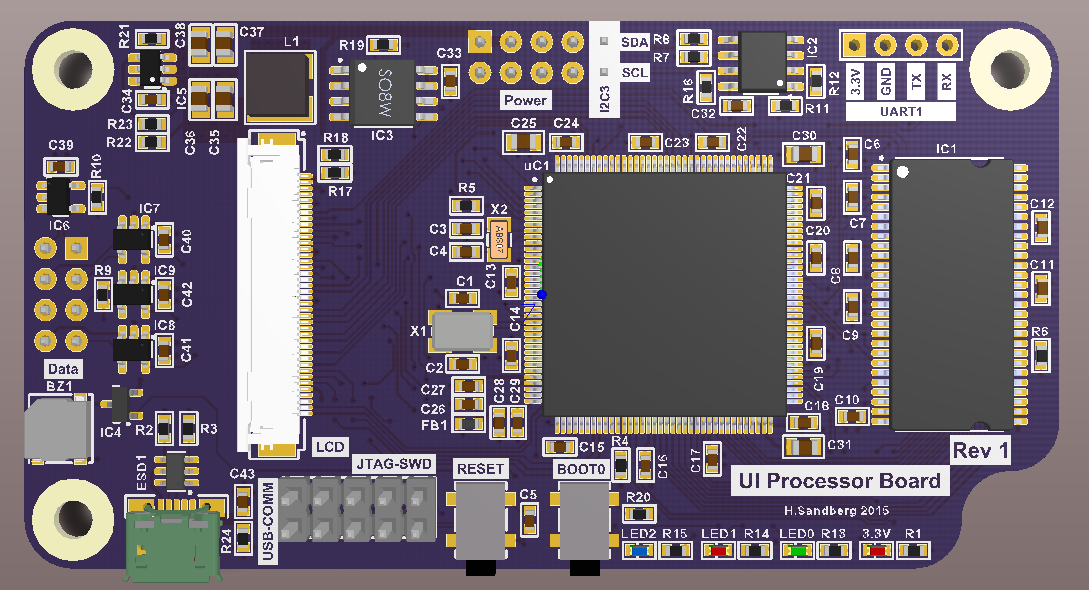 R21
C38
C37
L1
R19
C33
SDA
SCL
I2C3
Power
R8
R7
R16
C32
IC2
R12
R11
3.3V
GND
TX
RX
UART1
C34
IC5
R23
R22
C36
C35
SO8W
IC3
R18
R17
C25
C24
C23
C22
C30
C6
IC1
C39
R10
IC6
IC7
C40
R5
C3
C4
X2
ABS07
uC1
C21
C7
C12
R9
IC9
C42
C13
C1
C20
C8
C11
IC8
C41
X1
C14
C2
C9
C19
R6
Data
BZ1
IC4
R2
R3
C27
C26
FB1
C28
C29
C18
C10
C31
LCD
C15
R4
C16
C17
Rev 1
ESD1
C43
R24
USB-COMM
JTAG-SWD
RESET
C5
BOOT0
R20
UI Processor Board
H.Sandberg 2015
LED2
R15
LED1
R14
LED0
R13
3.3V
R1